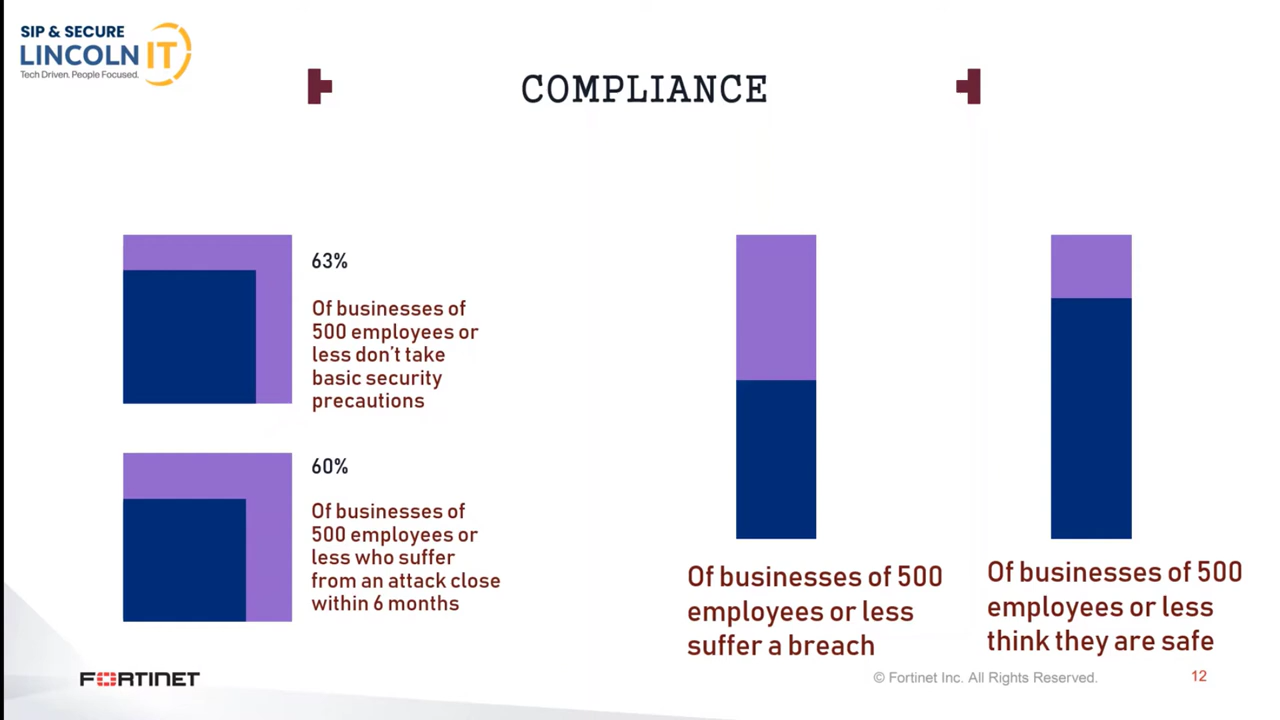 SIP & SECURE
LINCOLN IT
Tech Driven. People Focused.
COMPLIANCE
63%
Of businesses of
500 employees or
less don't take
basic security
precautions
60%
Of businesses of
500 employees or
less who suffer
from an attack close
within 6 months
Of businesses of 500
employees or less
suffer a breach
Of businesses of 500
employees or less
think they are safe
FORTINET
© Fortinet Inc. All Rights Reserved.
12